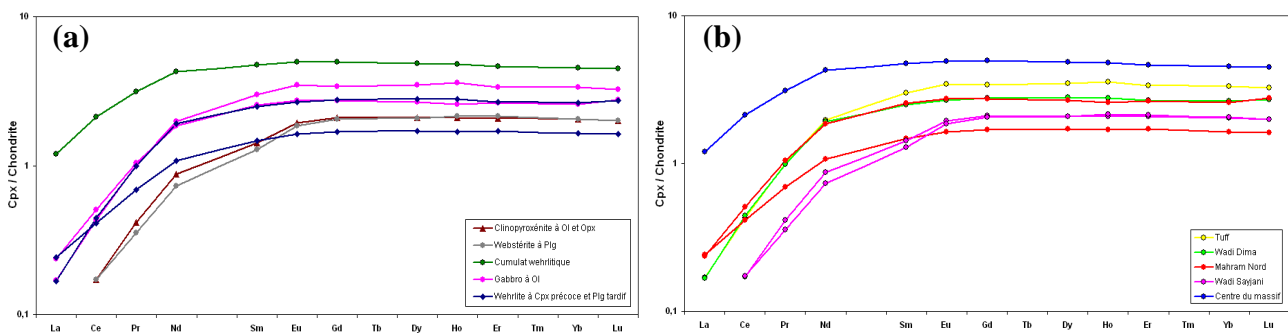 (a)
10
1
0,1
Cpx / Chondrite
La Ce Pr Nd Sm Eu Gd Tb Dy Ho Er Tm Yb Lu
Clinopyroxénite à Ol et Opx
Webstérite à Plg
Cumulat wehrlitique
Gabbro à Ol
Wehrlite à Cpx précoce et Plg tardif
(b)
10
1
0,1
Cpx / Chondrite
La Ce Pr Nd Sm Eu Gd Tb Dy Ho Er Tm Yb Lu
Tuff
Wadi Dima
Mahram Nord
Wadi Sayjani
Centre du massif